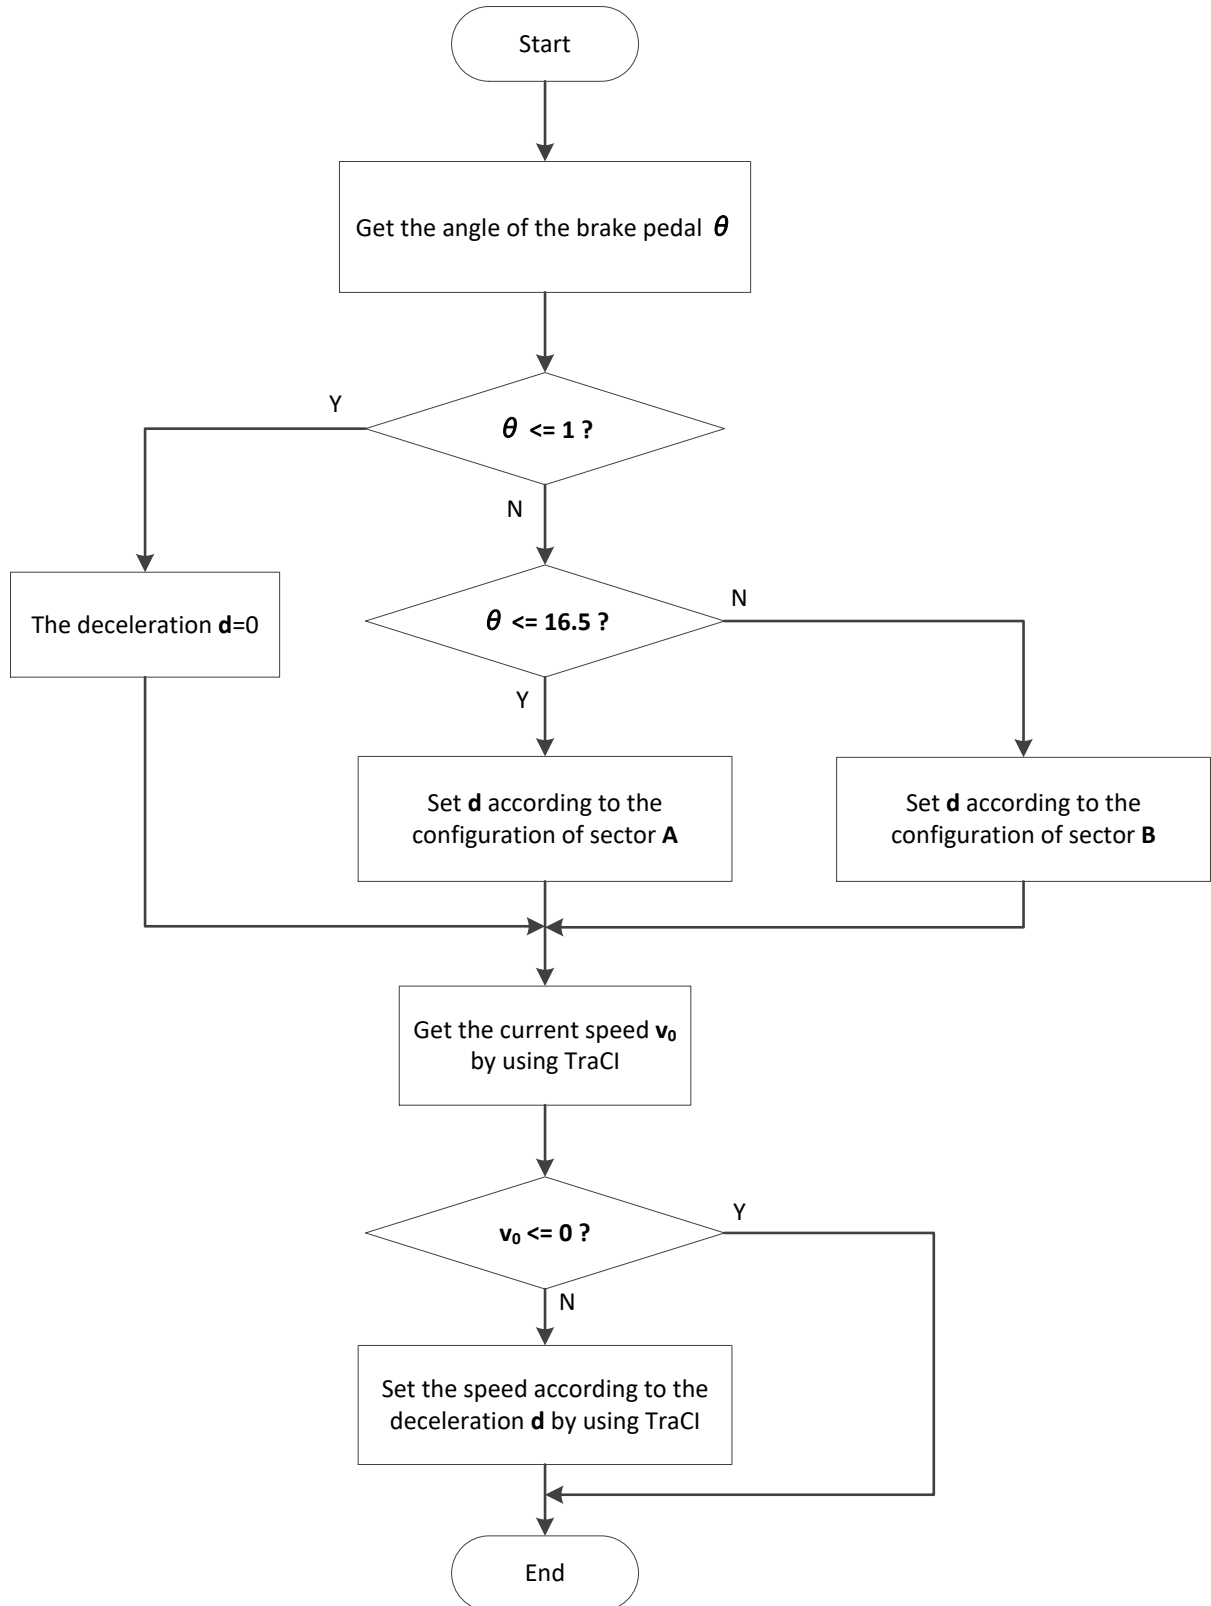 Start
Get the angle of the brake pedal θ
θ <= 1 ?
Y
N
The deceleration d=0
θ <= 16.5 ?
N
Y
Set d according to the
configuration of sector A
Set d according to the
configuration of sector B
Get the current speed v₀
by using TraCI
v₀ <= 0 ?
Y
N
Set the speed according to the
deceleration d by using TraCI
End